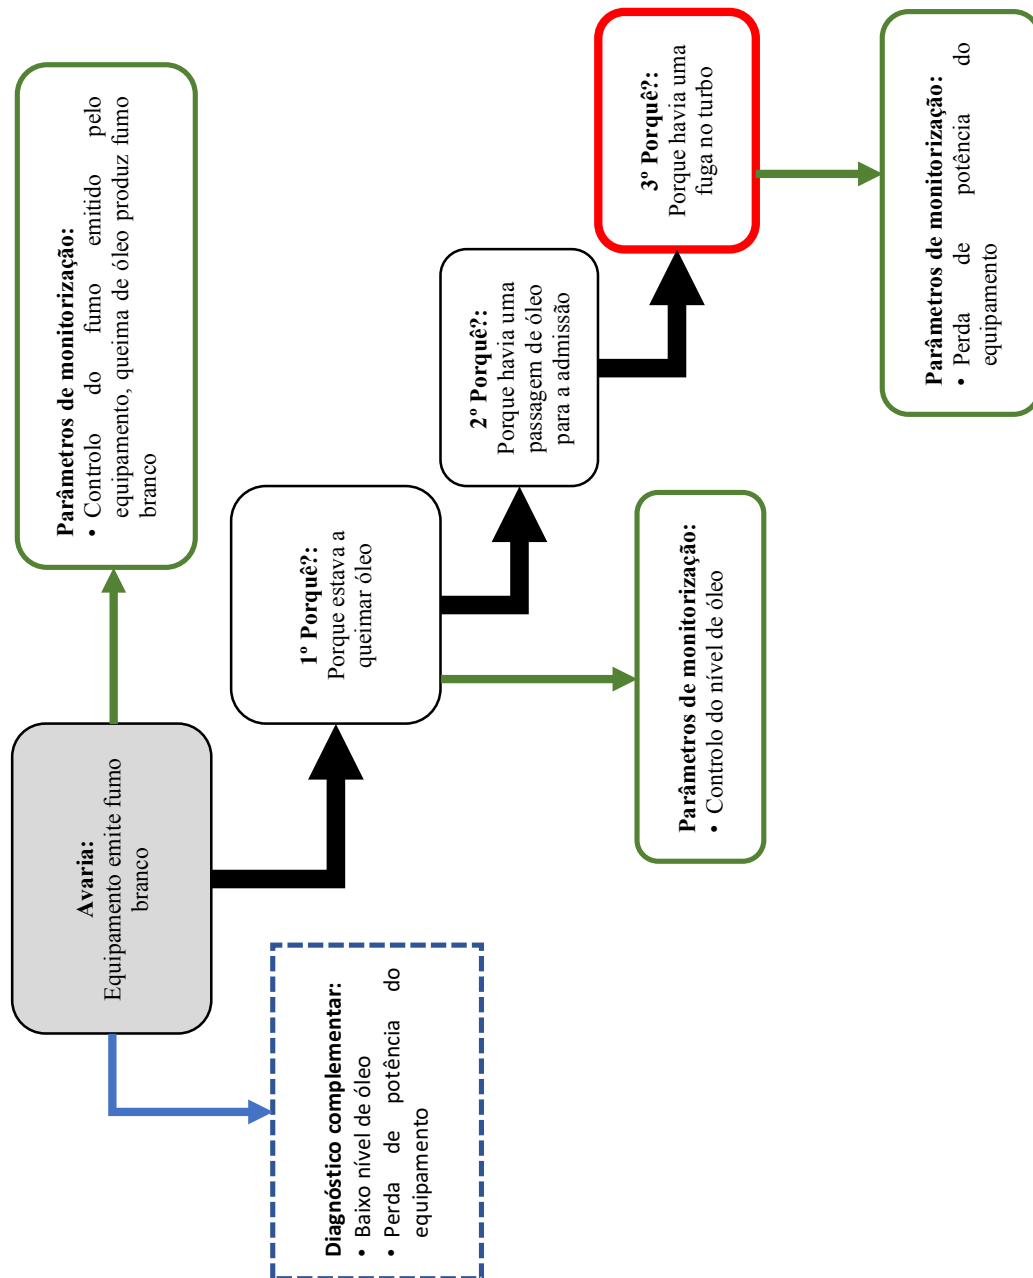 Avaria:
Equipamento emite fumo
branco
Parâmetros de monitorização:
• Controlo do fumo emitido pelo
equipamento, queima de óleo produz fumo
branco
Diagnóstico complementar:
• Baixo nível de óleo
• Perda de potência do
equipamento
1º Porquê?:
Porque estava a
queimar óleo
Parâmetros de monitorização:
• Controlo do nível de óleo
2º Porquê?:
Porque havia uma
passagem de óleo
para a admissão
3º Porquê?:
Porque havia uma
fuga no turbo
Parâmetros de monitorização:
• Perda de potência do
equipamento